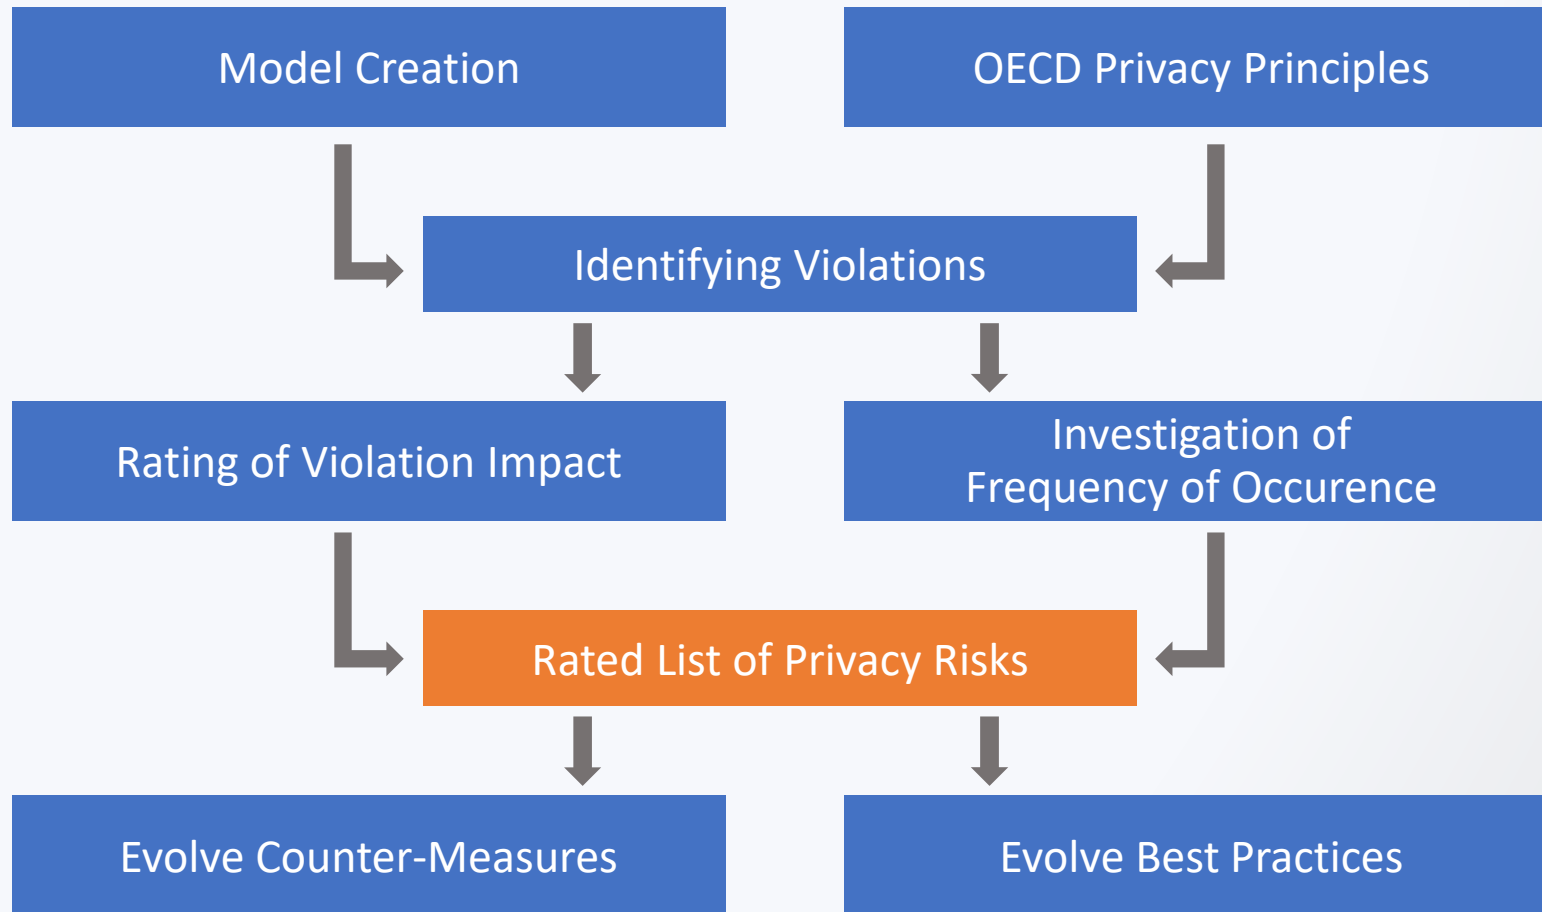 Model Creation
OECD Privacy Principles
Identifying Violations
Rating of Violation Impact
Investigation of
Frequency of Occurence
Rated List of Privacy Risks
Evolve Counter-Measures
Evolve Best Practices